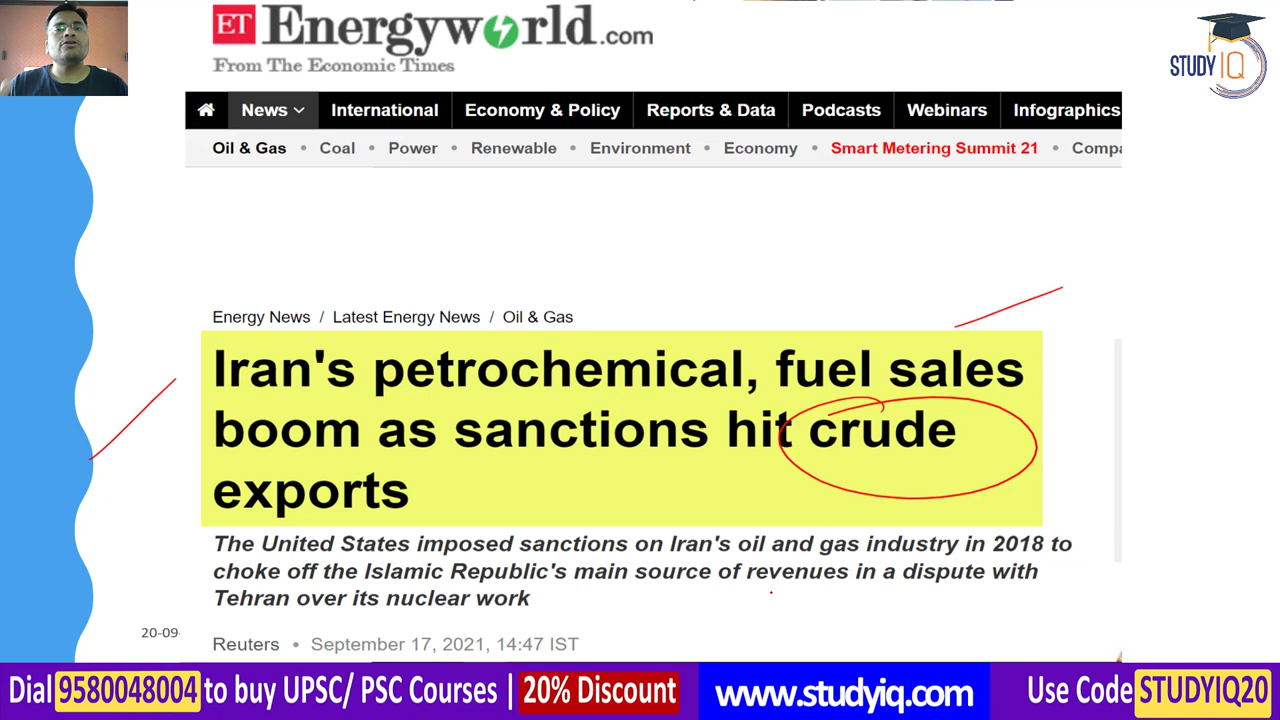 ET Energyworld.com
From The Economic Times
STUDY IQ
News International Economy & Policy Reports & Data Podcasts Webinars Infographics
Oil & Gas • Coal • Power • Renewable • Environment • Economy • Smart Metering Summit 21 • Compa
Energy News / Latest Energy News / Oil & Gas
Iran's petrochemical, fuel sales
boom as sanctions hit crude
exports
The United States imposed sanctions on Iran's oil and gas industry in 2018 to
choke off the Islamic Republic's main source of revenues in a dispute with
Tehran over its nuclear work
20-09-
Reuters • September 17, 2021, 14:47 IST
Dial 9580048004 to buy UPSC/ PSC Courses | 20% Discount www.studyiq.com Use Code STUDYIQ20